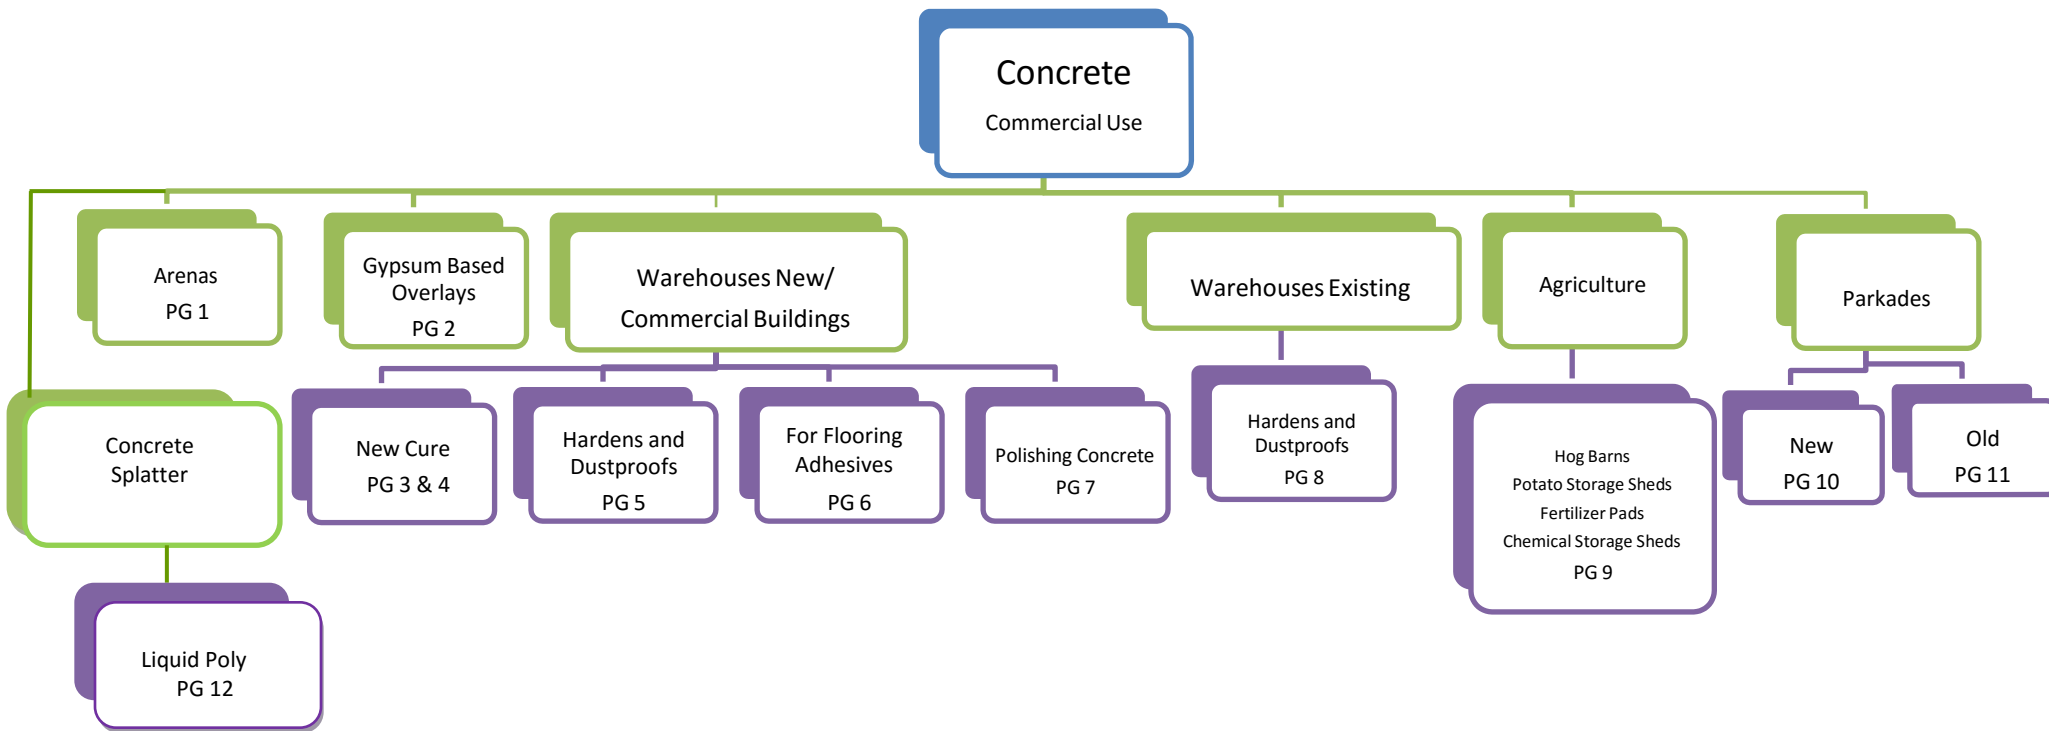 Concrete
Commercial Use
Arenas
PG 1
Gypsum Based
Overlays
PG 2
Warehouses New/
Commercial Buildings
Warehouses Existing
Agriculture
Parkades
Concrete
Splatter
New Cure
PG 3 & 4
Hardens and
Dustproofs
PG 5
For Flooring
Adhesives
PG 6
Polishing Concrete
PG 7
Hardens and
Dustproofs
PG 8
Hog Barns
Potato Storage Sheds
Fertilizer Pads
Chemical Storage Sheds
PG 9
New
PG 10
Old
PG 11
Liquid Poly
PG 12